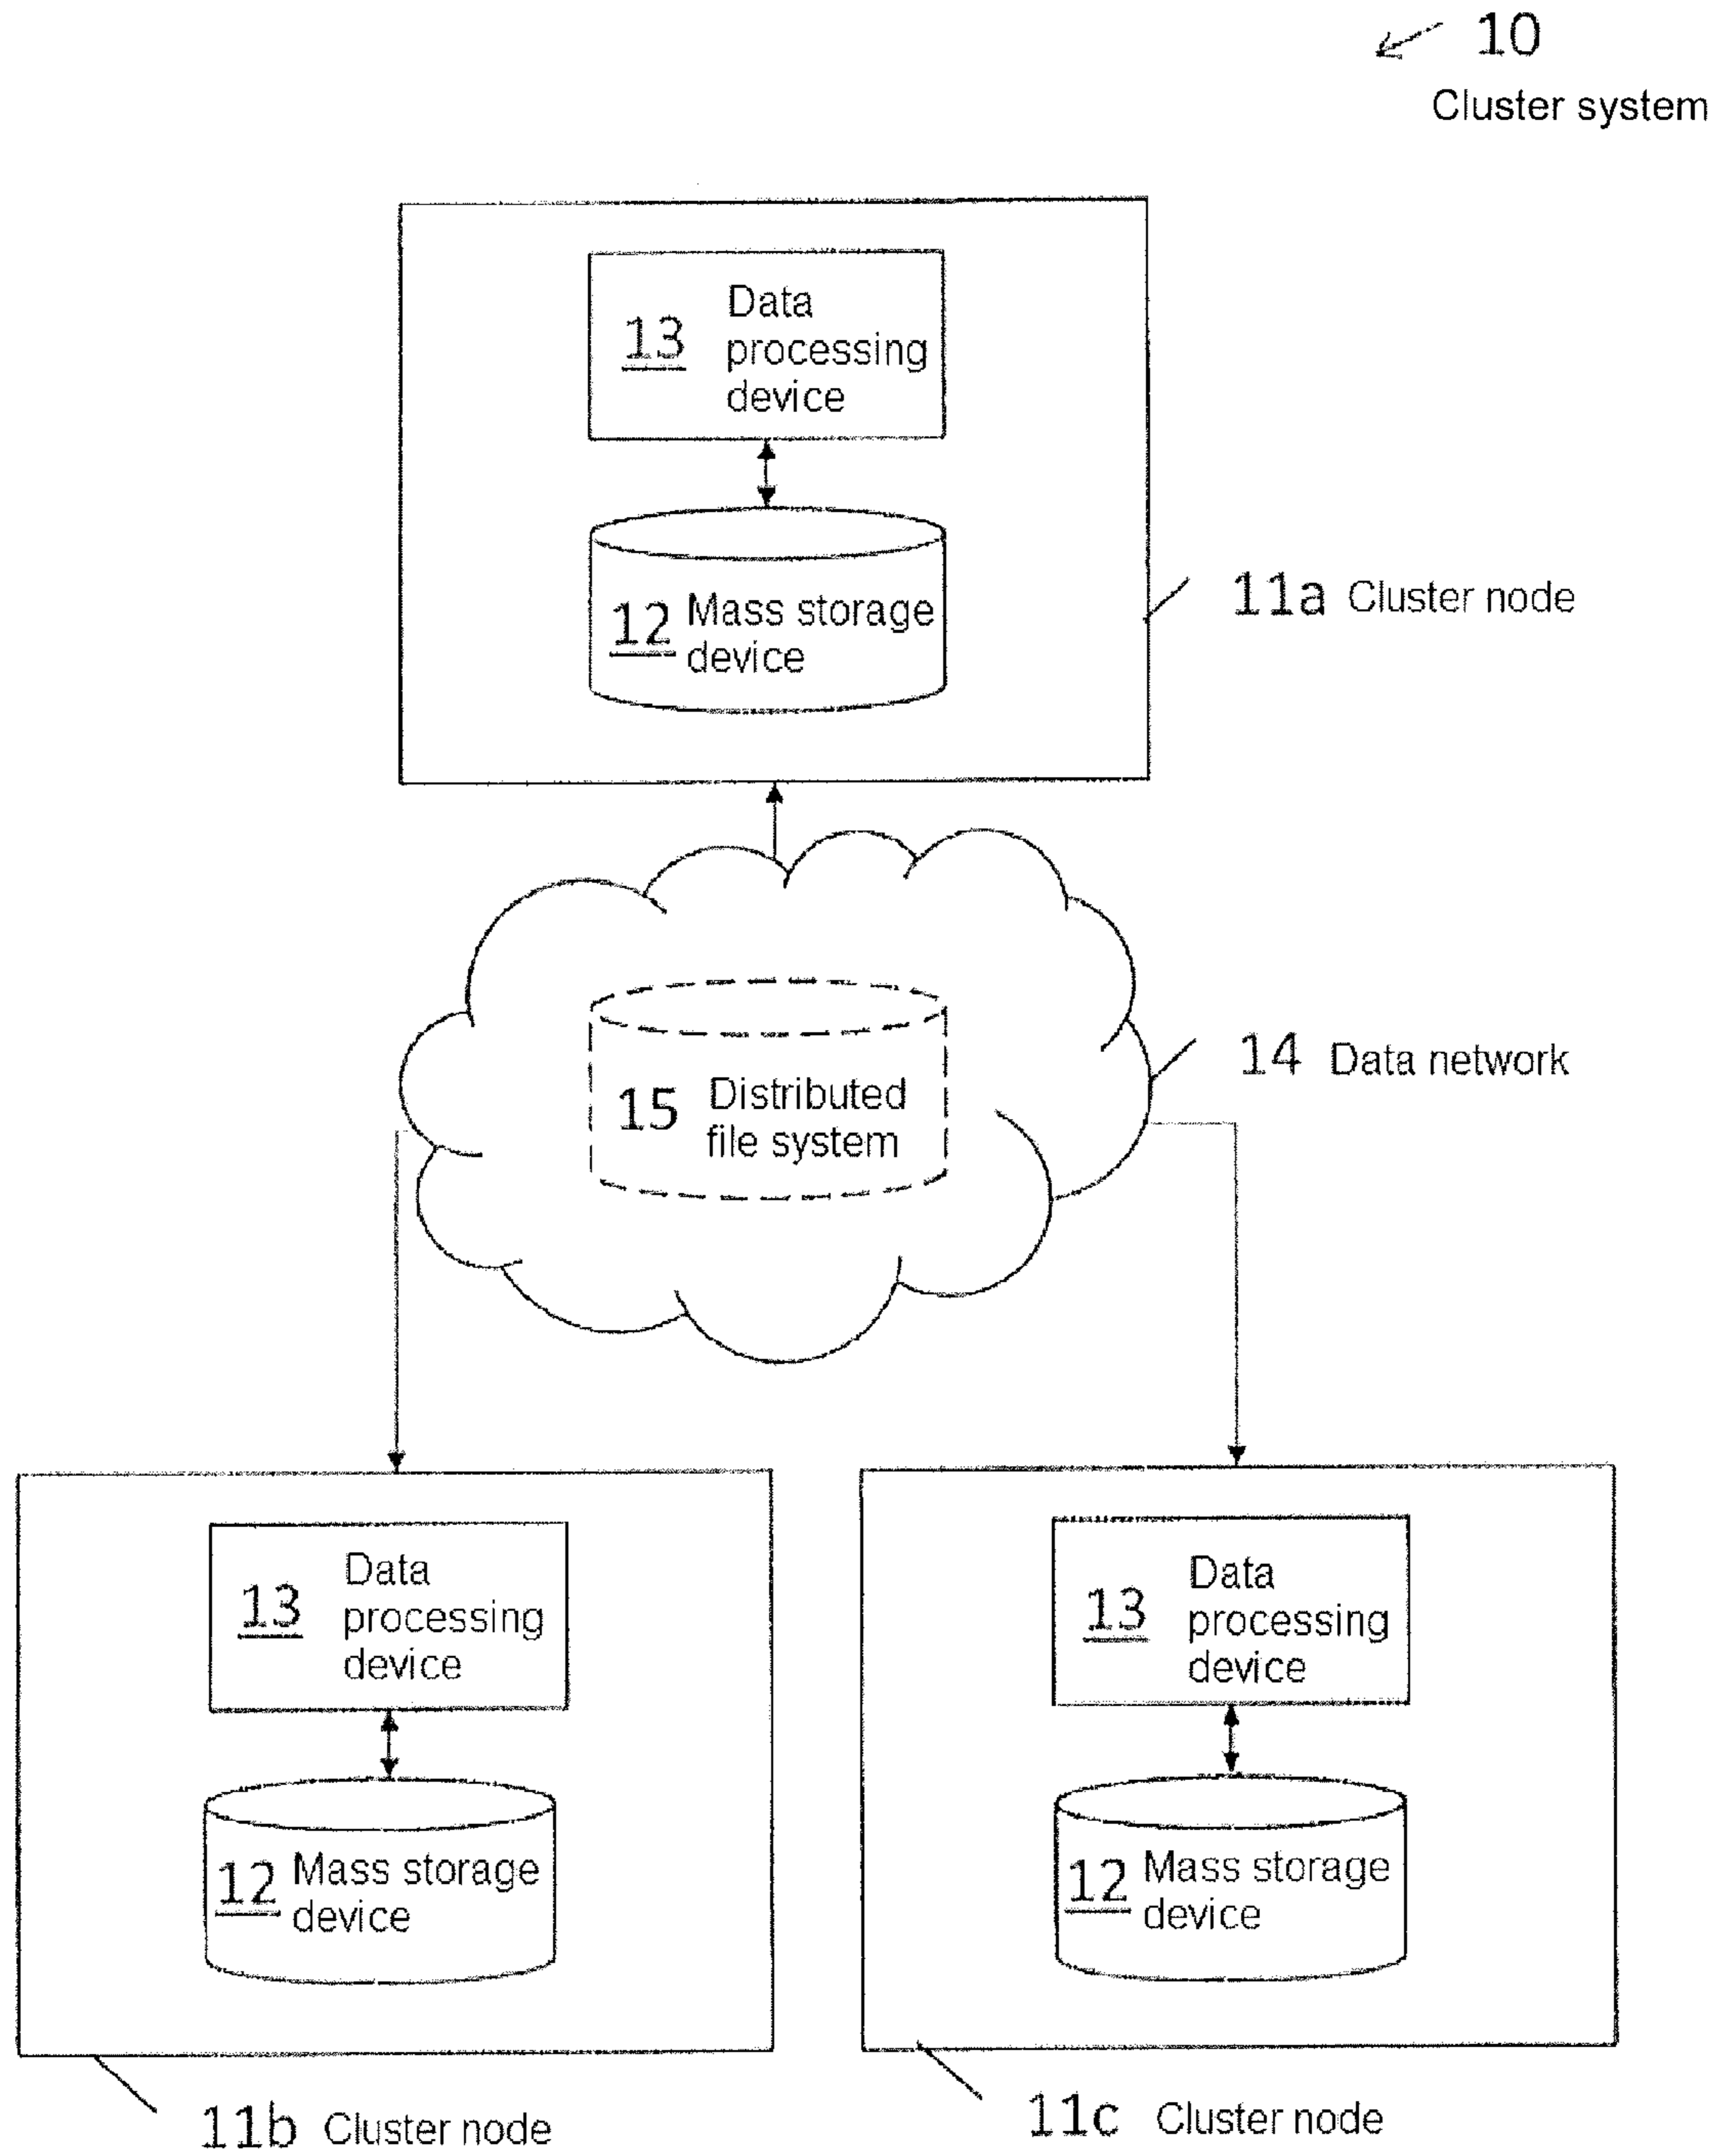 10
Cluster system
13 Data
processing
device
12 Mass storage
device
11a Cluster node
14 Data network
15 Distributed
file system
13 Data
processing
device
12 Mass storage
device
11b Cluster node
13 Data
processing
device
12 Mass storage
device
11c Cluster node